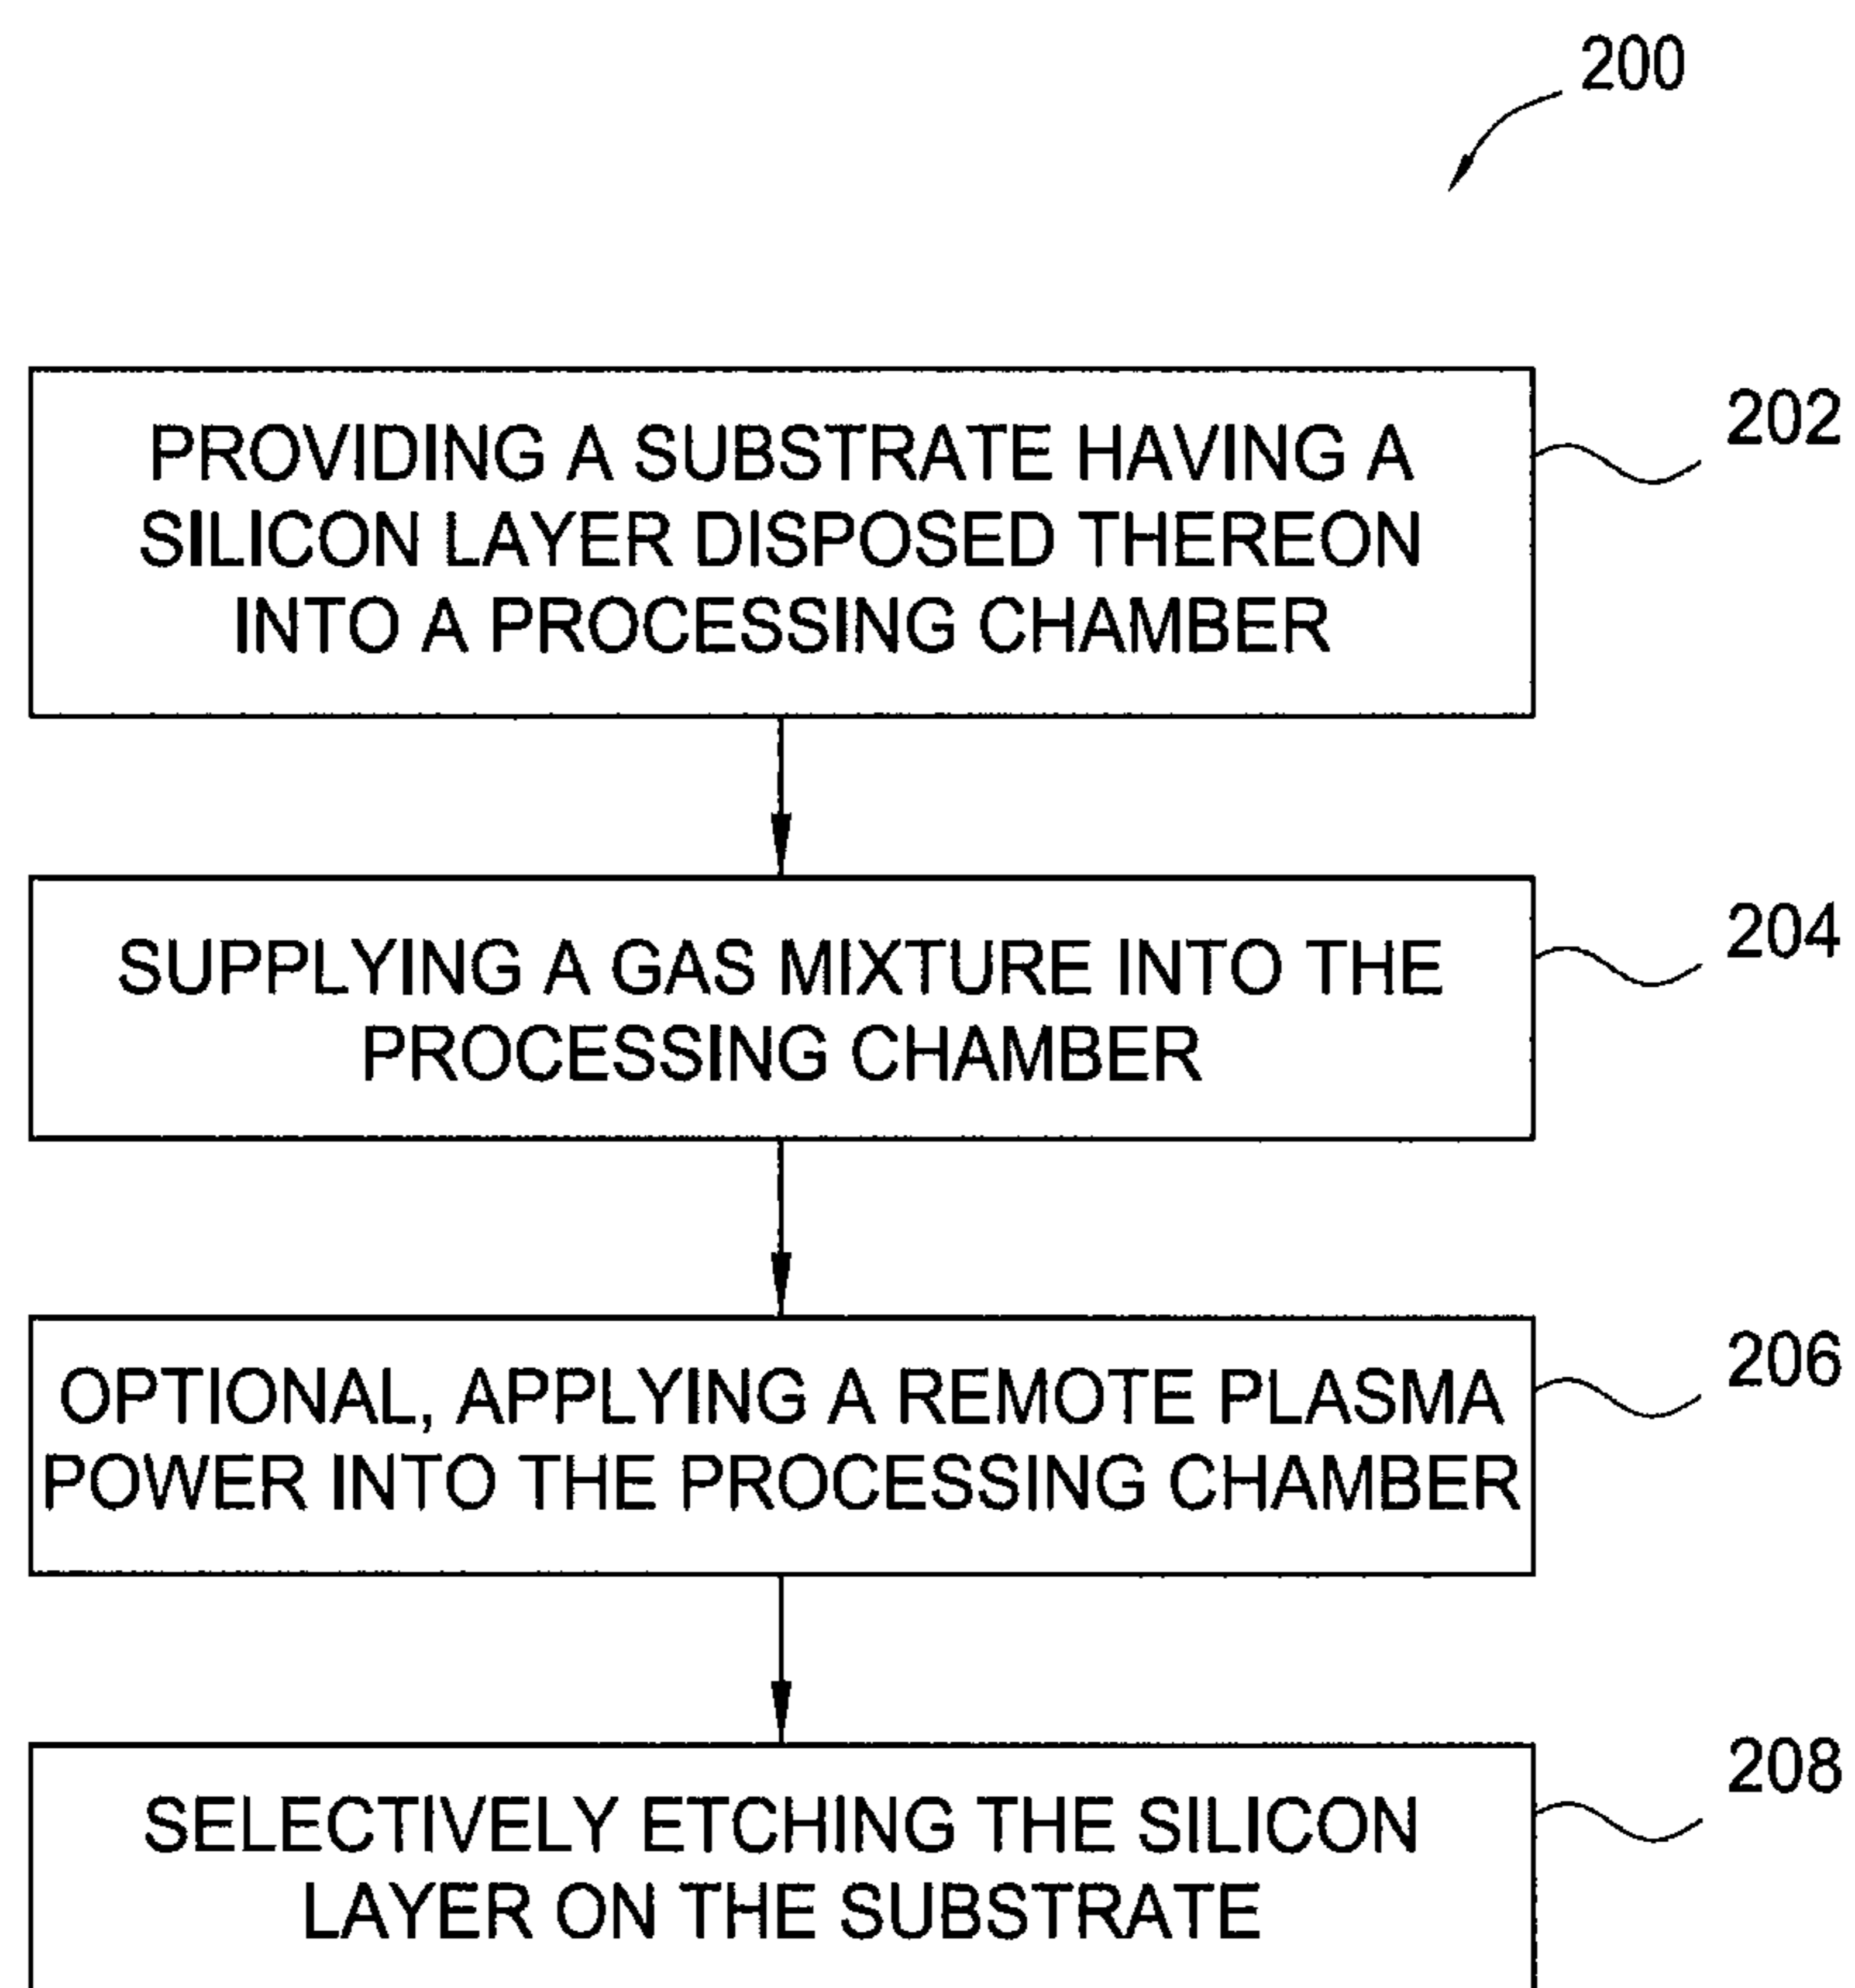 200
202
PROVIDING A SUBSTRATE HAVING A
SILICON LAYER DISPOSED THEREON
INTO A PROCESSING CHAMBER
204
SUPPLYING A GAS MIXTURE INTO THE
PROCESSING CHAMBER
206
OPTIONAL, APPLYING A REMOTE PLASMA
POWER INTO THE PROCESSING CHAMBER
208
SELECTIVELY ETCHING THE SILICON
LAYER ON THE SUBSTRATE